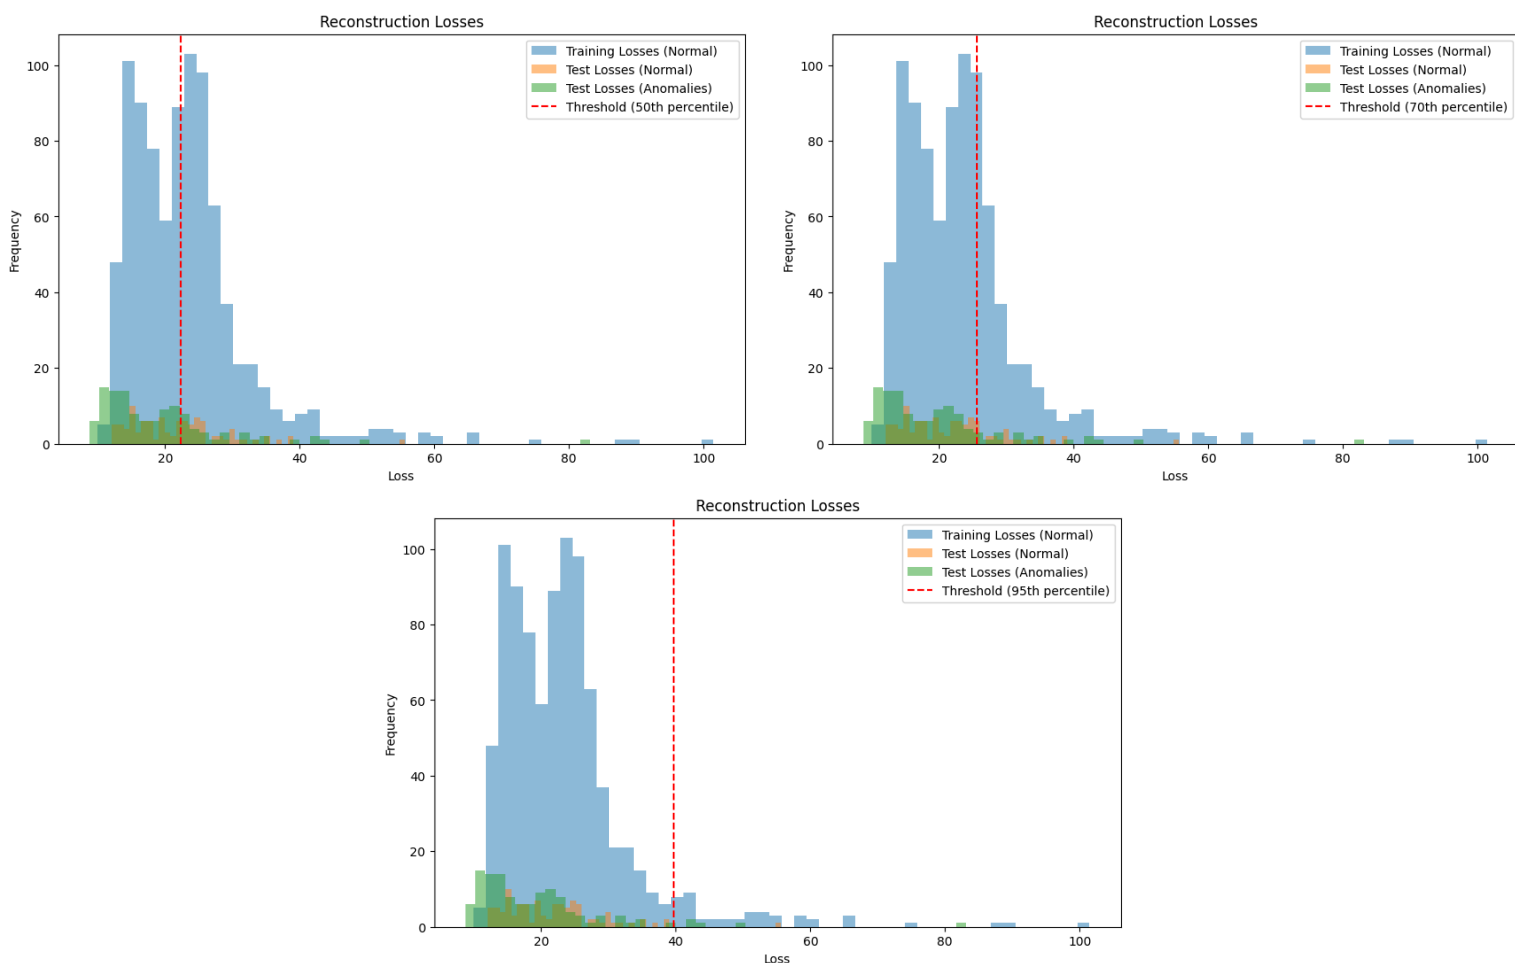 Reconstruction Losses
Training Losses (Normal)
Test Losses (Normal)
Test Losses (Anomalies)
Threshold (50th percentile)
Frequency
100
80
60
40
20
0
20
40
60
80
100
Loss
Reconstruction Losses
Training Losses (Normal)
Test Losses (Normal)
Test Losses (Anomalies)
Threshold (70th percentile)
Frequency
100
80
60
40
20
0
20
40
60
80
100
Loss
Reconstruction Losses
Training Losses (Normal)
Test Losses (Normal)
Test Losses (Anomalies)
Threshold (95th percentile)
Frequency
100
80
60
40
20
0
20
40
60
80
100
Loss